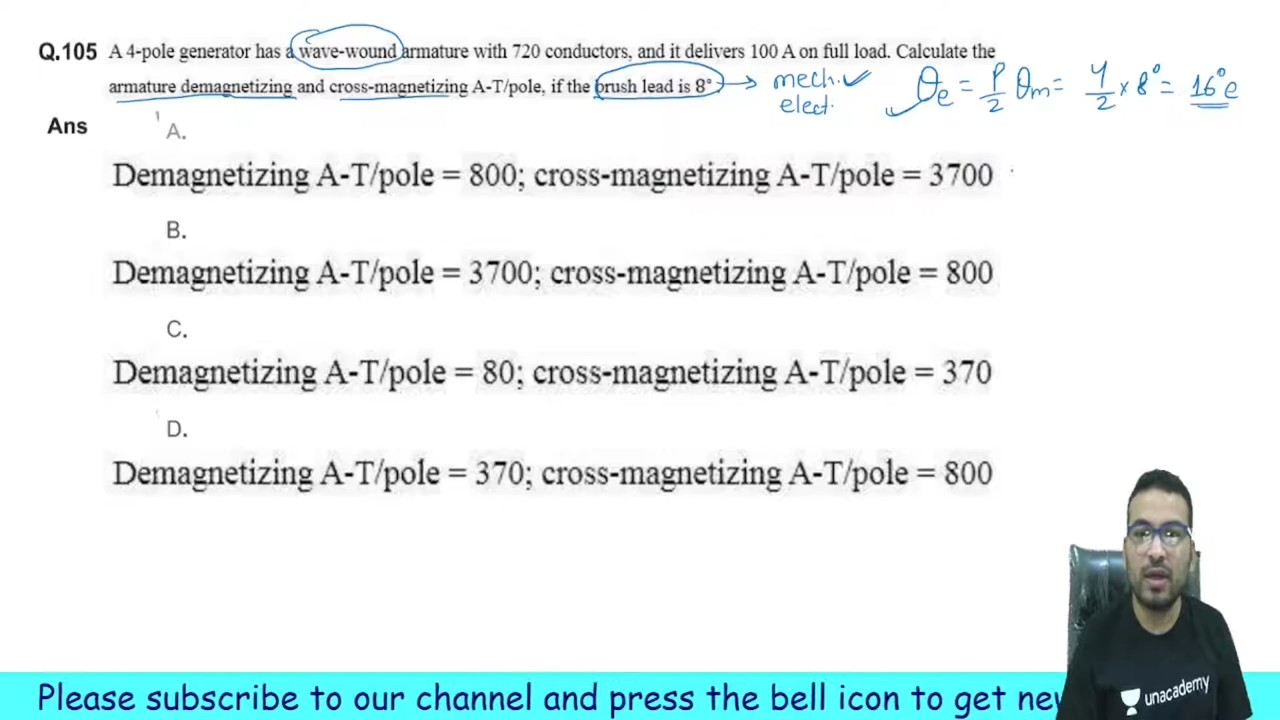 Q.105 A 4-pole generator has a wave-wound armature with 720 conductors, and it delivers 100 A on full load. Calculate the
armature demagnetizing and cross-magnetizing A-T/pole, if the brush lead is 8° → mech. ✓ θe = P/2 θm = 4/2 × 8° = 16°e
elect.
Ans
A.
Demagnetizing A-T/pole = 800; cross-magnetizing A-T/pole = 3700
B.
Demagnetizing A-T/pole = 3700; cross-magnetizing A-T/pole = 800
C.
Demagnetizing A-T/pole = 80; cross-magnetizing A-T/pole = 370
D.
Demagnetizing A-T/pole = 370; cross-magnetizing A-T/pole = 800
unacademy
Please subscribe to our channel and press the bell icon to get